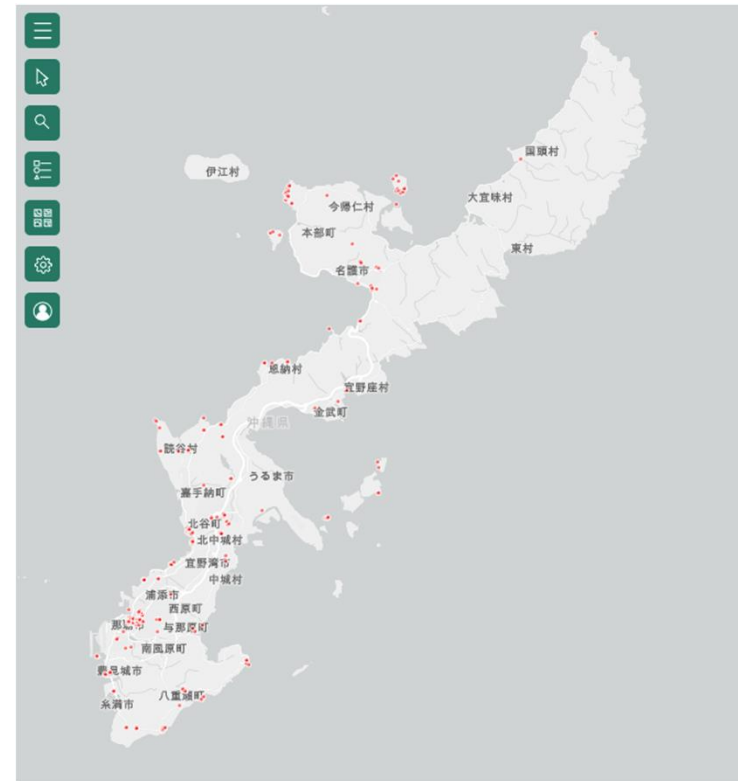 国頭村
伊江村
大宜味村
今帰仁村
本部町
東村
名護市
恩納村
宜野座村
金武町
沖縄県
読谷村
うるま市
嘉手納町
北谷町
北中城村
宜野湾市
中城村
浦添市
西原町
那覇市
与那原町
南風原町
豊見城市
八重瀬町
糸満市